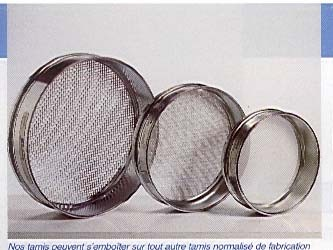 Nos tamis peuvent s'emboîter sur tout autre tamis normalisé de fabrication